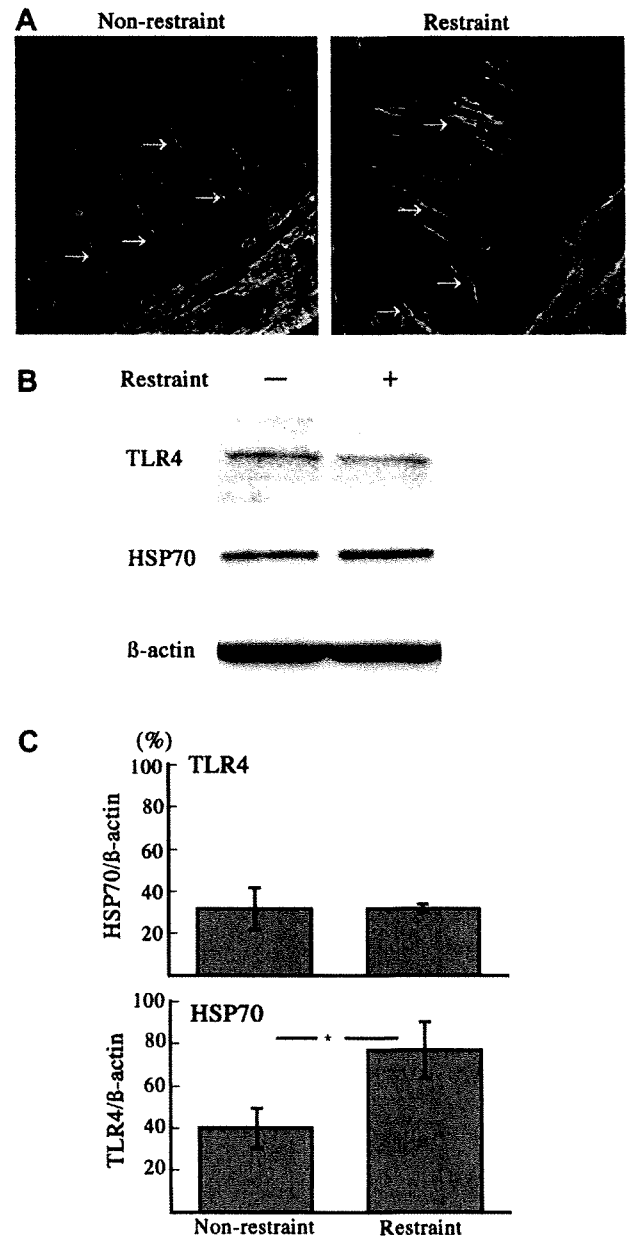 A
Non-restraint Restraint
B
Restraint — +
TLR4
HSP70
ß-actin
C
(%)
100
80
60
40
20
HSP70/ß-actin
TLR4
100
80
60
40
20
TLR4/ß-actin
HSP70
*
Non-restraint Restraint